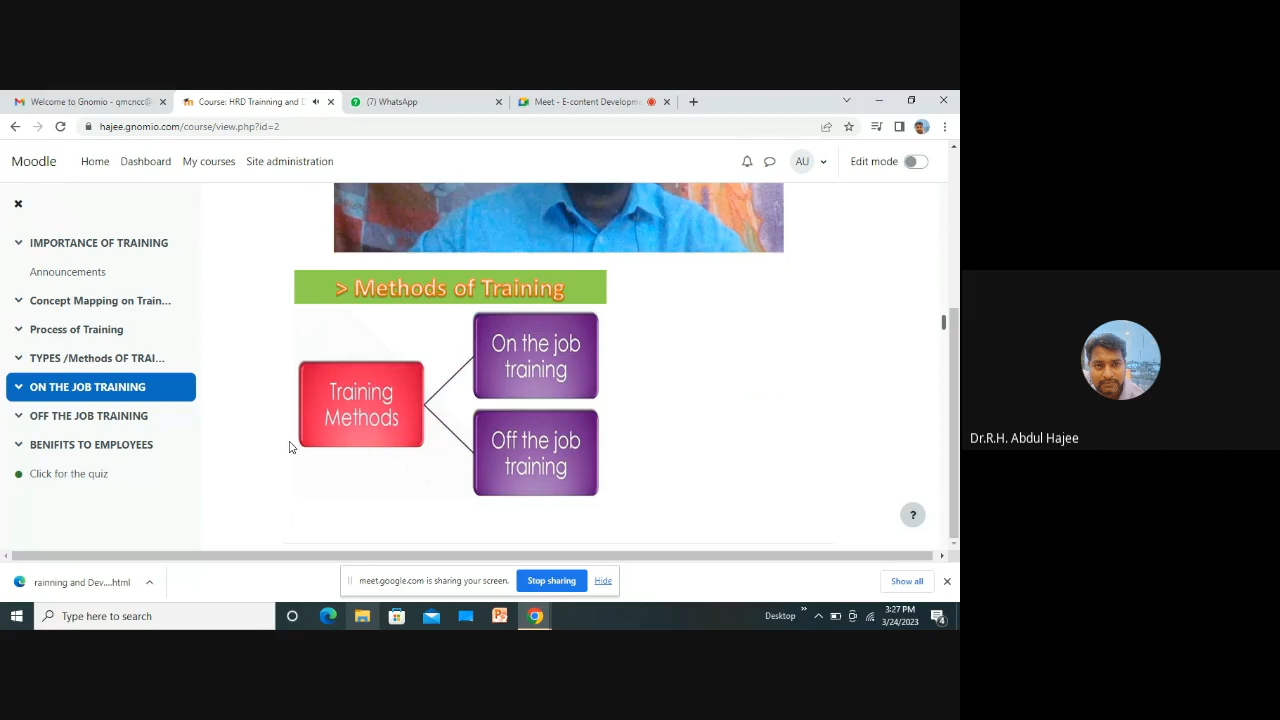 Welcome to Gnomio - qmcncc@
Course: HRD Trainning and D
(7) WhatsApp
Meet - E-content Developm
hajee.gnomio.com/course/view.php?id=2
Moodle
Home
Dashboard
My courses
Site administration
AU
Edit mode
IMPORTANCE OF TRAINING
Announcements
Concept Mapping on Train...
Process of Training
TYPES /Methods OF TRAI...
ON THE JOB TRAINING
OFF THE JOB TRAINING
BENIFITS TO EMPLOYEES
Click for the quiz
> Methods of Training
Training
Methods
On the job
training
Off the job
training
?
Dr.R.H. Abdul Hajee
rainning and Dev....html
meet.google.com is sharing your screen.
Stop sharing
Hide
Show all
Type here to search
Desktop
3:27 PM
3/24/2023
4